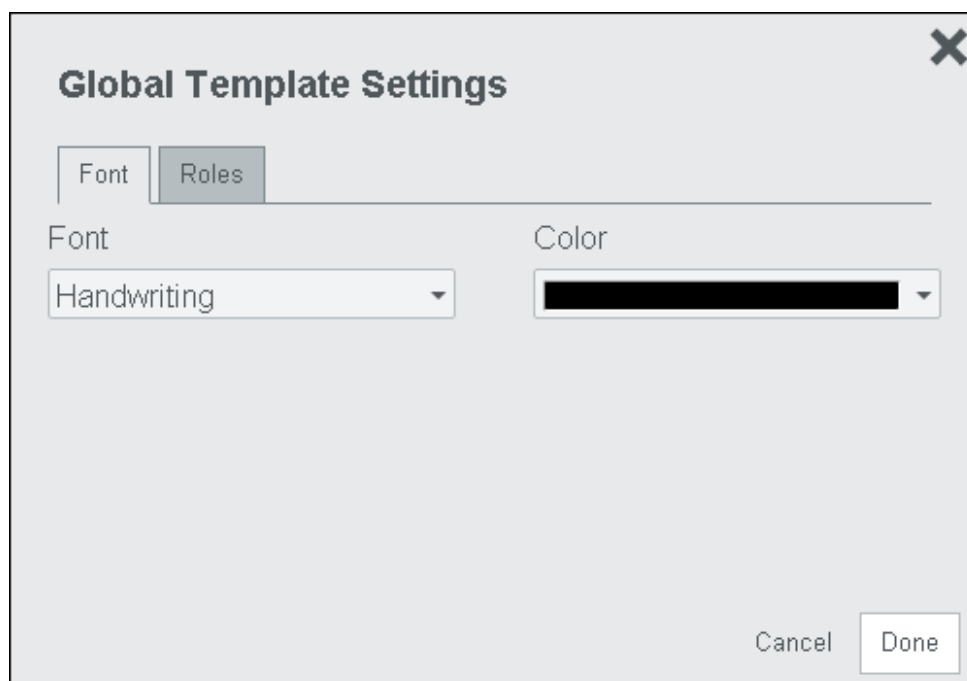 Global Template Settings
Font Roles
Font Color
Handwriting
Cancel Done